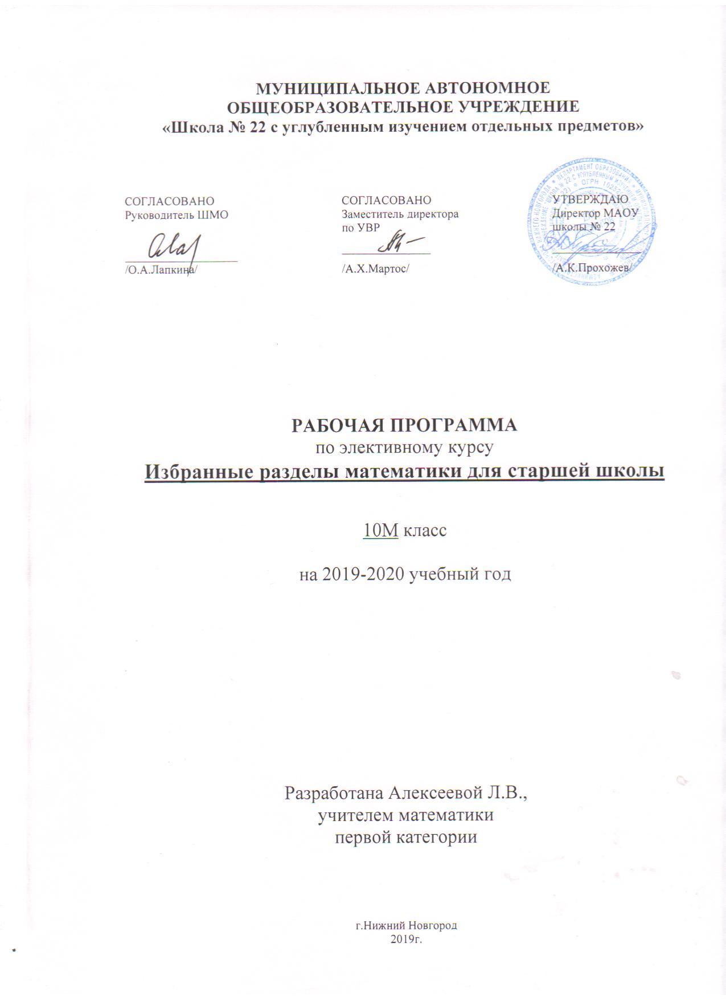 МУНИЦИПАЛЬНОЕ АВТОНОМНОЕ
ОБЩЕОБРАЗОВАТЕЛЬНОЕ УЧРЕЖДЕНИЕ
«Школа № 22 с углубленным изучением отдельных предметов»
СОГЛАСОВАНО
Руководитель ШМО
/О.А.Лапкина/
СОГЛАСОВАНО
Заместитель директора
по УВР
/А.Х.Мартос/
УТВЕРЖДАЮ
Директор МАОУ
школы № 22
/А.К.Прохожев/
РАБОЧАЯ ПРОГРАММА
по элективному курсу
Избранные разделы математики для старшей школы
10М класс
на 2019-2020 учебный год
Разработана Алексеевой Л.В.,
учителем математики
первой категории
г.Нижний Новгород
2019г.